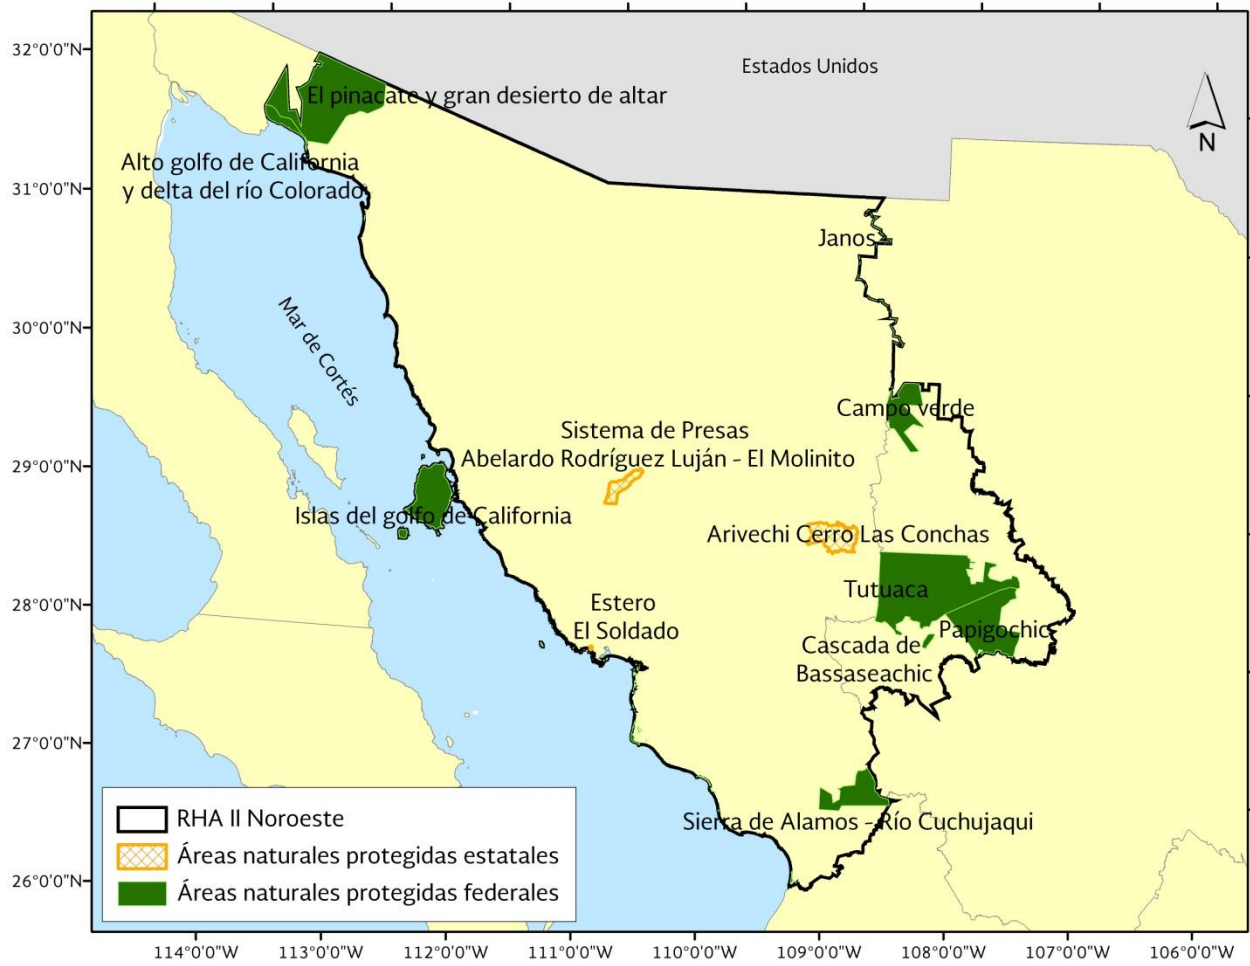 32°0'0"N
31°0'0"N
30°0'0"N
29°0'0"N
28°0'0"N
27°0'0"N
26°0'0"N
Estados Unidos
N
El pinacate y gran desierto de altar
Alto golfo de California
y delta del río Colorado
Janos
Mar de Cortés
Campo verde
Sistema de Presas
Abelardo Rodríguez Luján - El Molinito
Islas del golfo de California
Arivechi Cerro Las Conchas
Tutuaca
Estero
El Soldado
Papigochic
Cascada de
Bassaseachic
Sierra de Alamos - Río Cuchujaqui
RHA II Noroeste
Áreas naturales protegidas estatales
Áreas naturales protegidas federales
114°0'0"W
113°0'0"W
112°0'0"W
111°0'0"W
110°0'0"W
109°0'0"W
108°0'0"W
107°0'0"W
106°0'0"W